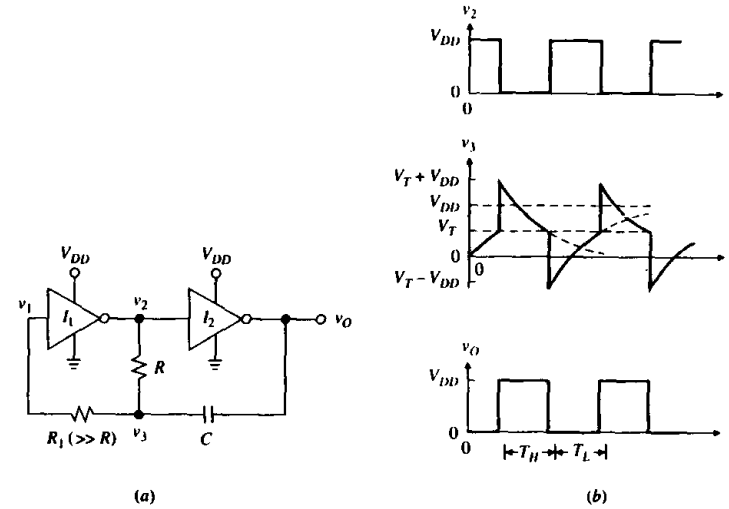 V_DD
V_DD
v_1
I_1
v_2
I_2
v_O
R
R_1 (>> R)
v_3
C
(a)
v_2
V_DD
0
0
v_3
V_T + V_DD
V_DD
V_T
0
0
V_T – V_DD
v_O
V_DD
0
0
T_H
T_L
(b)